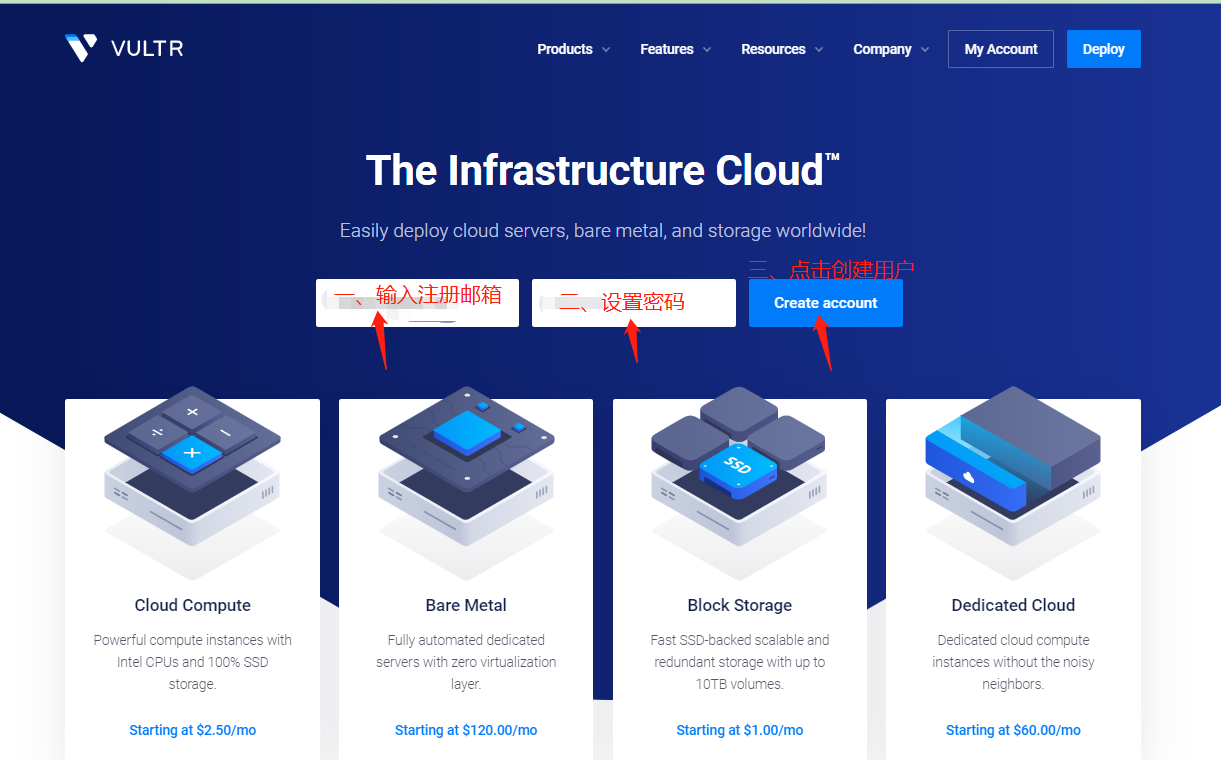 VULTR
Products Features Resources Company My Account Deploy
The Infrastructure Cloud™
Easily deploy cloud servers, bare metal, and storage worldwide!
三、点击创建用户
一、输入注册邮箱 二、设置密码 Create account
SSD
Cloud Compute
Powerful compute instances with
Intel CPUs and 100% SSD
storage.
Starting at $2.50/mo
Bare Metal
Fully automated dedicated
servers with zero virtualization
layer.
Starting at $120.00/mo
Block Storage
Fast SSD-backed scalable and
redundant storage with up to
10TB volumes.
Starting at $1.00/mo
Dedicated Cloud
Dedicated cloud compute
instances without the noisy
neighbors.
Starting at $60.00/mo